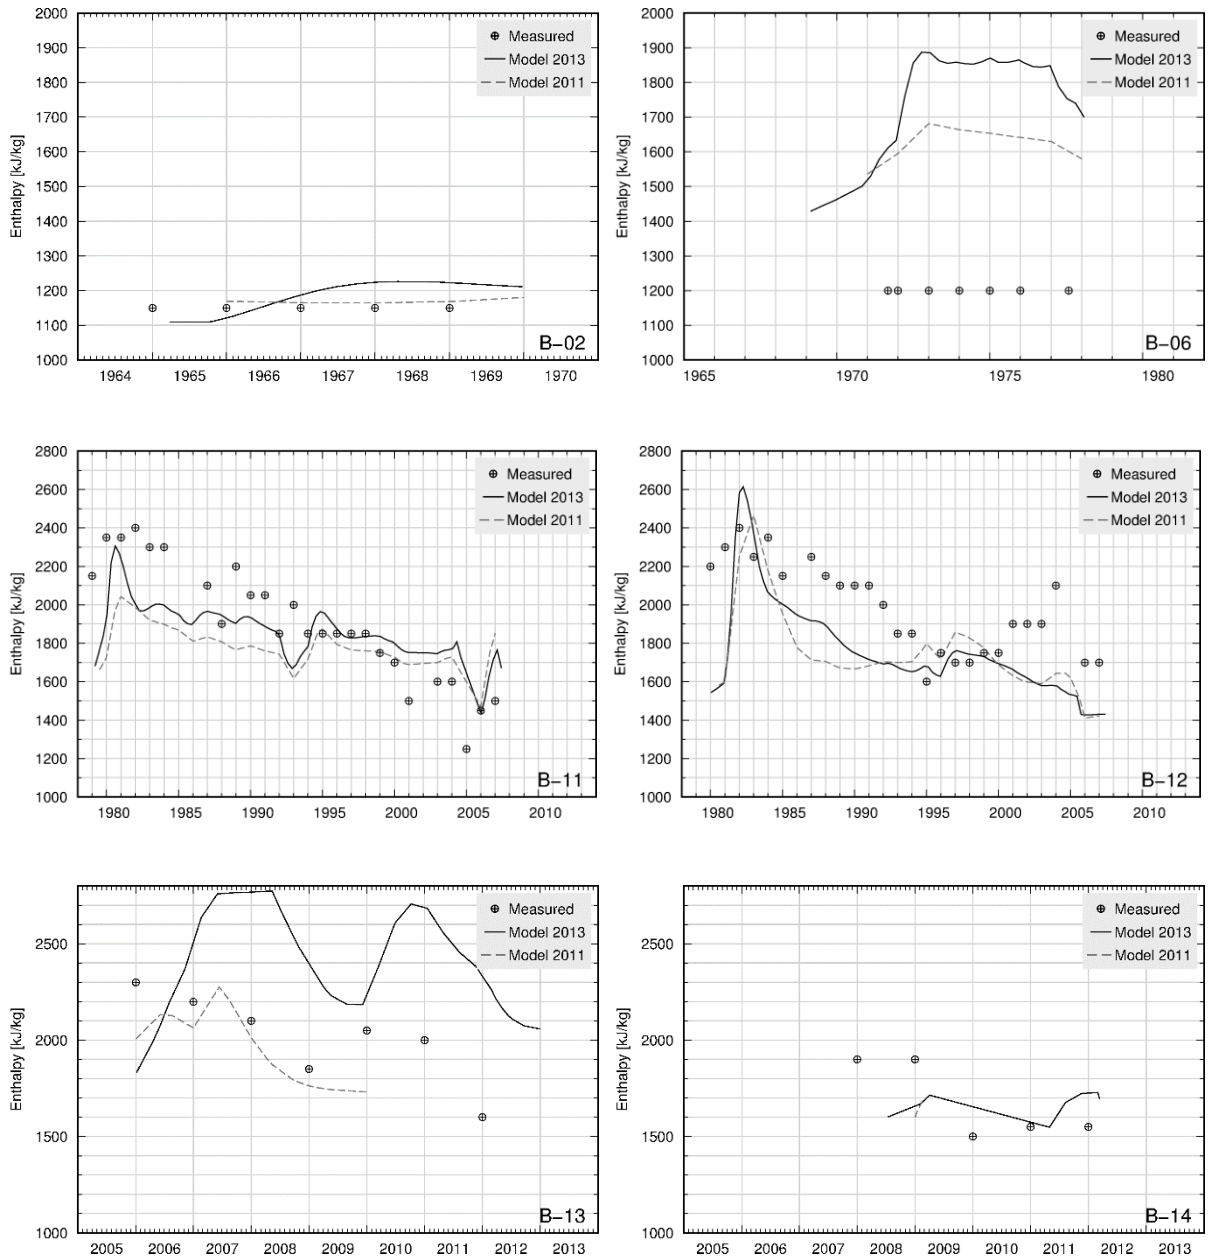 2000
1900
1800
1700
1600
1500
1400
1300
1200
1100
1000
Enthalpy [kJ/kg]
Measured
Model 2013
Model 2011
B-02
1964 1965 1966 1967 1968 1969 1970
2000
1900
1800
1700
1600
1500
1400
1300
1200
1100
1000
Enthalpy [kJ/kg]
Measured
Model 2013
Model 2011
B-06
1965 1970 1975 1980
2800
2600
2400
2200
2000
1800
1600
1400
1200
1000
Enthalpy [kJ/kg]
Measured
Model 2013
Model 2011
B-11
1980 1985 1990 1995 2000 2005 2010
2800
2600
2400
2200
2000
1800
1600
1400
1200
1000
Enthalpy [kJ/kg]
Measured
Model 2013
Model 2011
B-12
1980 1985 1990 1995 2000 2005 2010
2500
2000
1500
1000
Enthalpy [kJ/kg]
Measured
Model 2013
Model 2011
B-13
2005 2006 2007 2008 2009 2010 2011 2012 2013
2500
2000
1500
1000
Enthalpy [kJ/kg]
Measured
Model 2013
Model 2011
B-14
2005 2006 2007 2008 2009 2010 2011 2012 2013